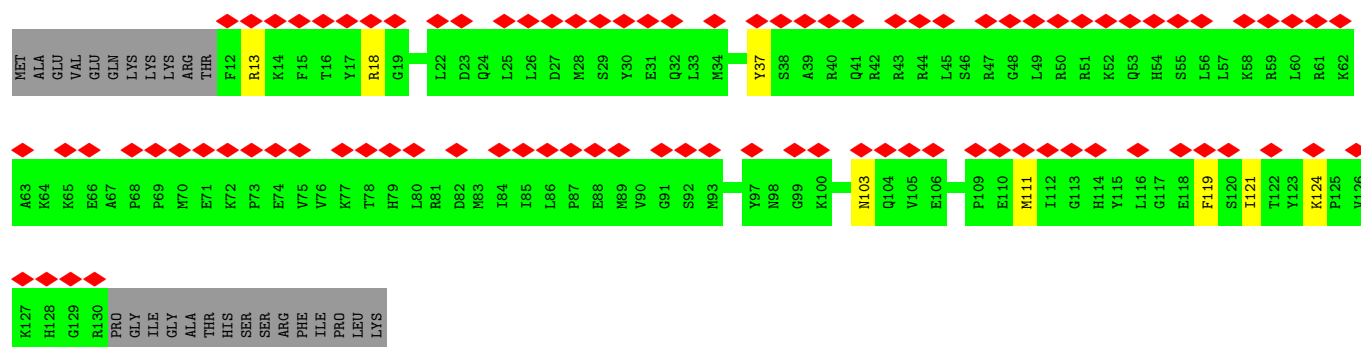 MET ALA GLU VAL GLU GLN LYS LYS LYS ARG THR F12 R13 K14 F15 T16 Y17 R18 G19 L22 D23 Q24 L25 L26 D27 M28 S29 Y30 E31 Q32 L33 M34 Y37 S38 A39 R40 Q41 R42 R43 R44 L45 S46 R47 G48 L49 R50 R51 K52 Q53 H54 S55 L56 L57 K58 R59 L60 R61 K62
A63 K64 K65 E66 A67 P68 P69 M70 E71 K72 P73 E74 V75 V76 K77 T78 H79 L80 R81 D82 M83 I84 I85 L86 P87 E88 M89 V90 G91 S92 M93 Y97 N98 G99 K100 N103 Q104 V105 E106 P109 E110 M111 I112 G113 H114 Y115 L116 G117 E118 F119 S120 I121 T122 Y123 K124 P125 V126
K127 H128 G129 R130 PRO GLY ILE GLY ALA THR HIS SER SER ARG PHE ILE PRO LEU LYS